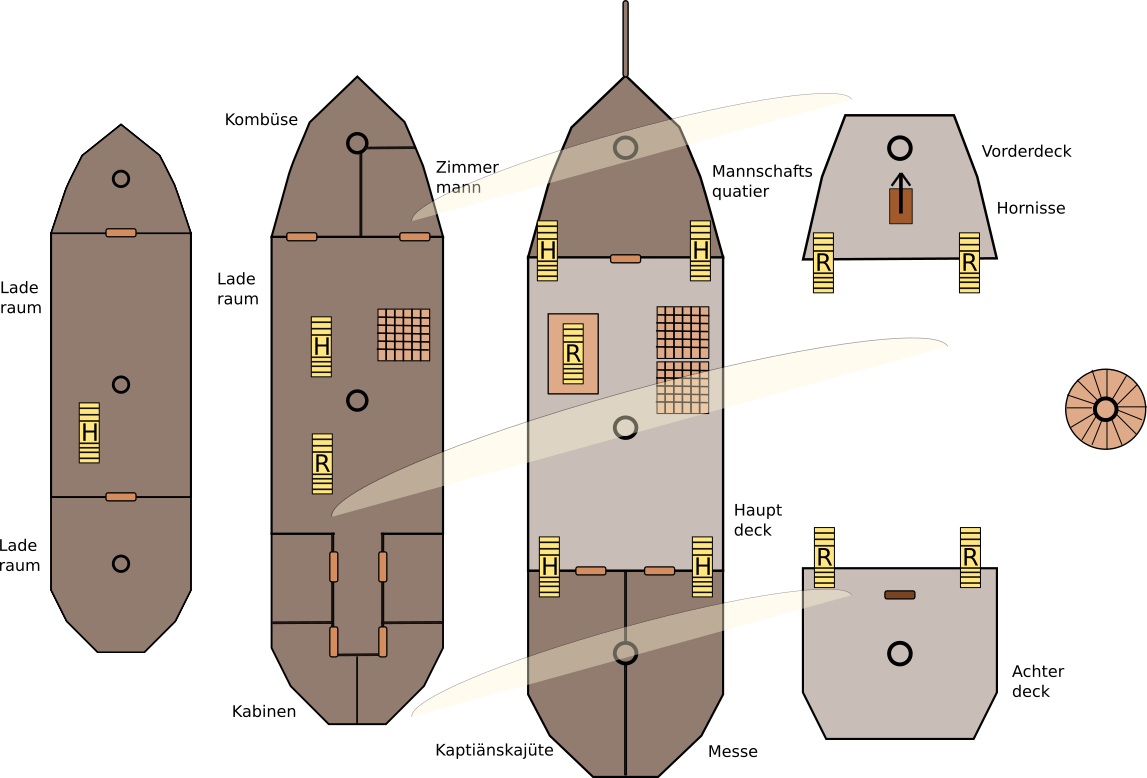 Kombüse
Zimmer
mann
Mannschafts
quatier
Vorderdeck
Hornisse
Lade
raum
Lade
raum
H
H
R
R
H
H
R
R
H
Haupt
deck
Lade
raum
H
H
R
R
Kabinen
Kaptiänskajüte
Messe
Achter
deck